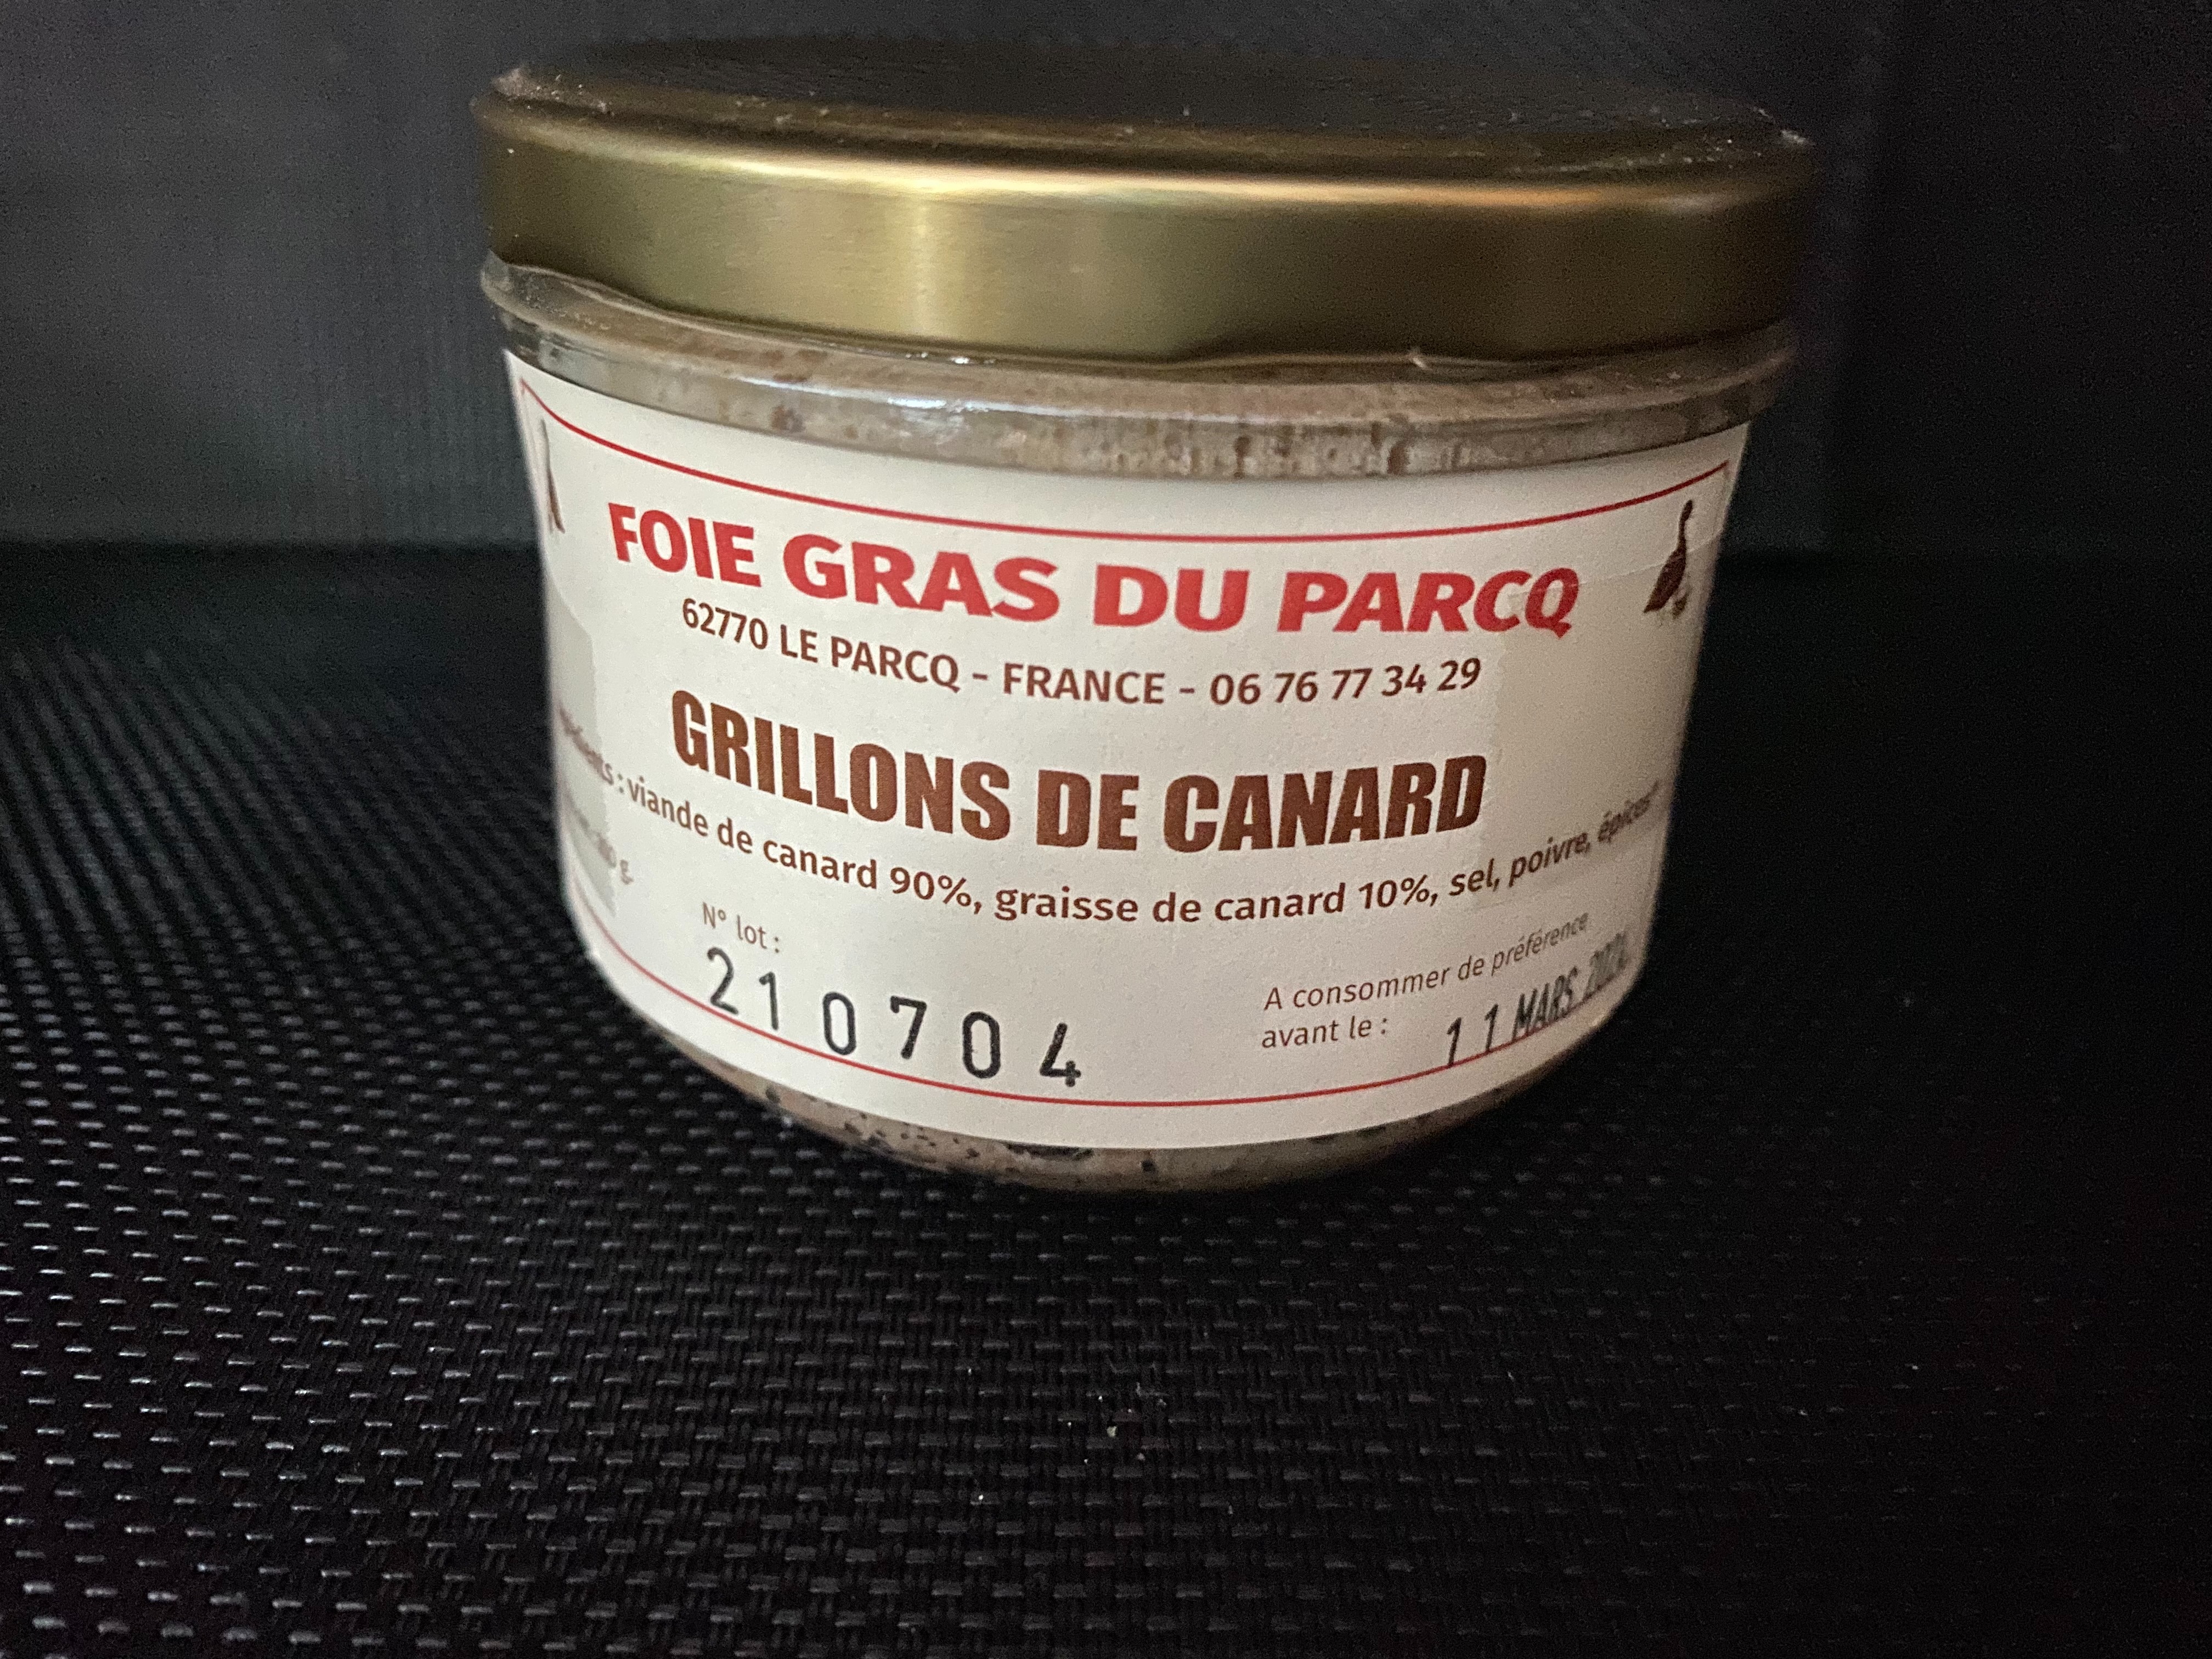 FOIE GRAS DU PARCQ
62770 LE PARCQ - FRANCE - 06 76 77 34 29
GRILLONS DE CANARD
: viande de canard 90%, graisse de canard 10%, sel, poivre, épices
g.
N° lot :
210704
A consommer de préférence
avant le : 11 MARS